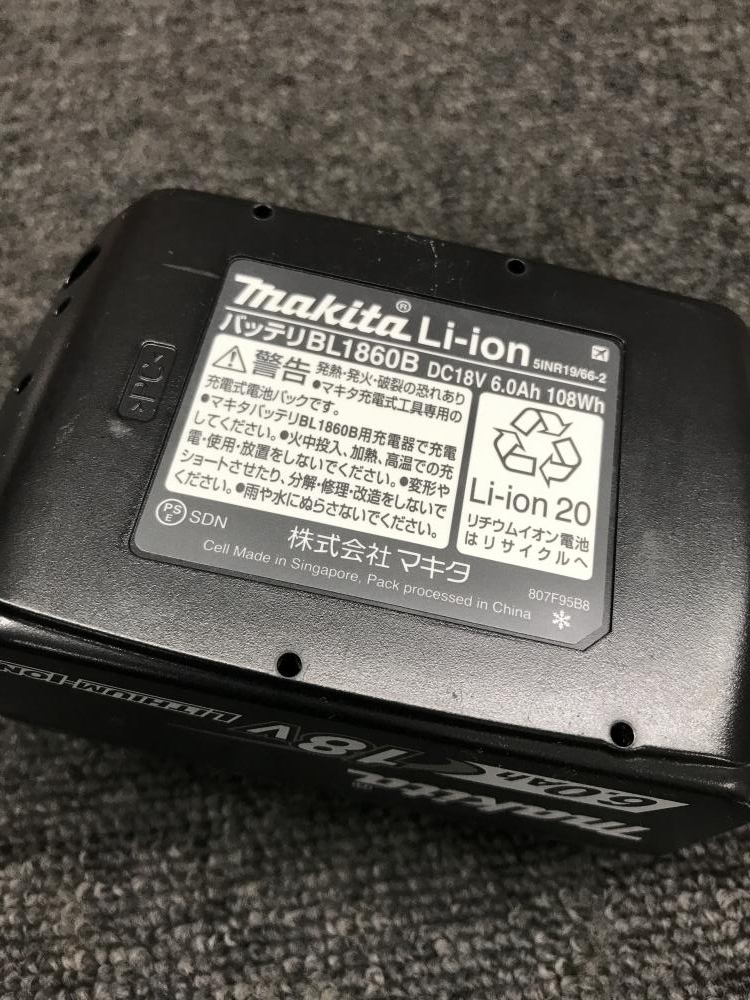 makita® Li-ion 5INR19/66-2
バッテリBL1860B DC18V 6.0Ah 108Wh
警告 発熱・発火・破裂の恐れあり
●マキタ充電式工具専用の
充電式電池パックです。
●マキタバッテリBL1860B用充電器で充電
してください。●火中投入、加熱、高温での充
電・使用・放置をしないでください。●変形や
ショートさせたり、分解・修理・改造をしないで
ください。●雨や水にぬらさないでください。
Li-ion 20
リチウムイオン電池
はリサイクルへ
PSE SDN
株式会社 マキタ
Cell Made in Singapore, Pack processed in China
807F95B8
>PC<
makita
6.0Ah 18V LITHIUM-ION